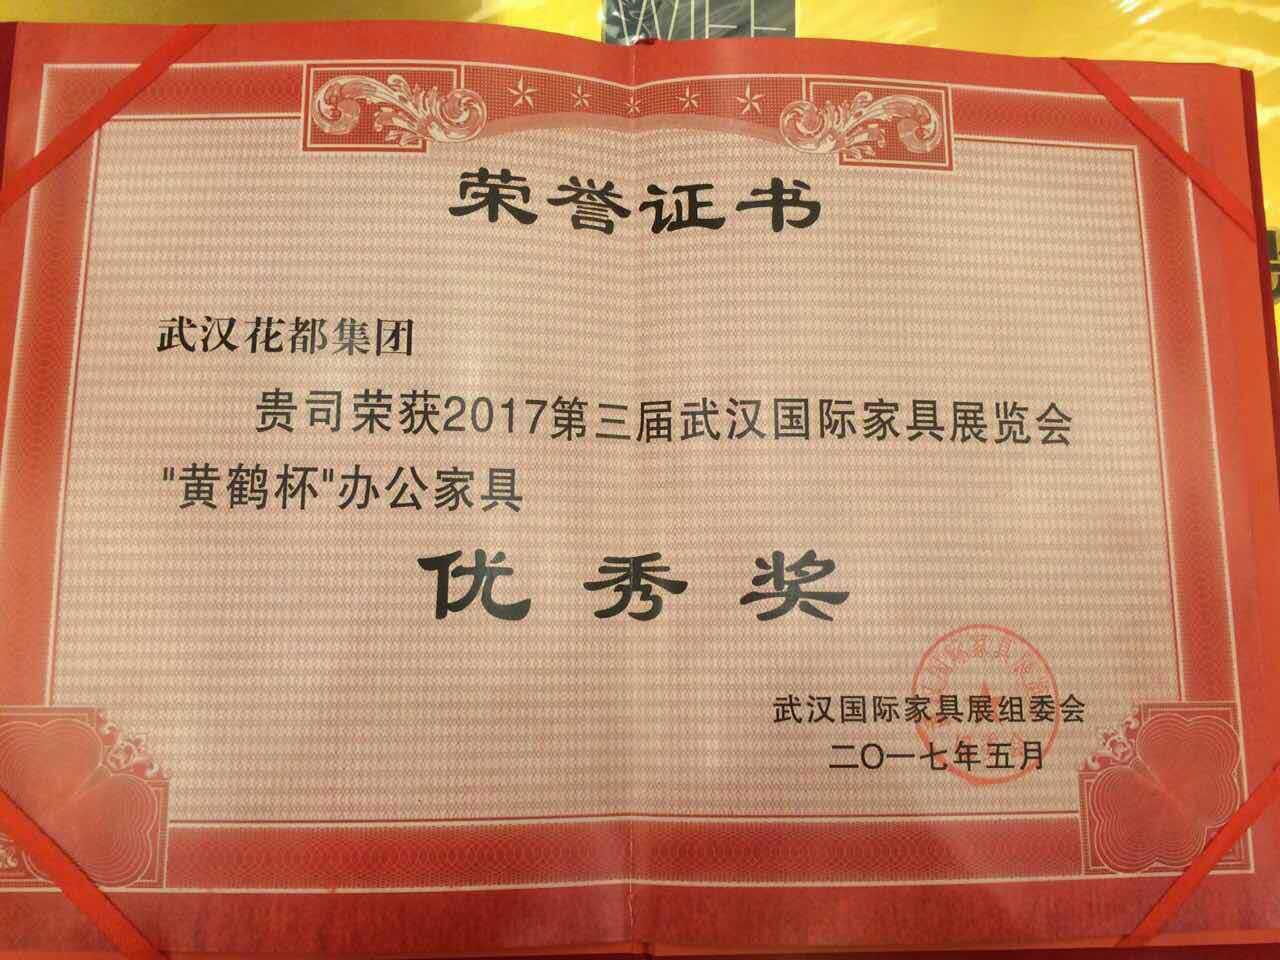 WIFE
荣誉证书
武汉花都集团
贵司荣获2017第三届武汉国际家具展览会
"黄鹤杯"办公家具
优秀奖
武汉国际家具展组委会
二〇一七年五月